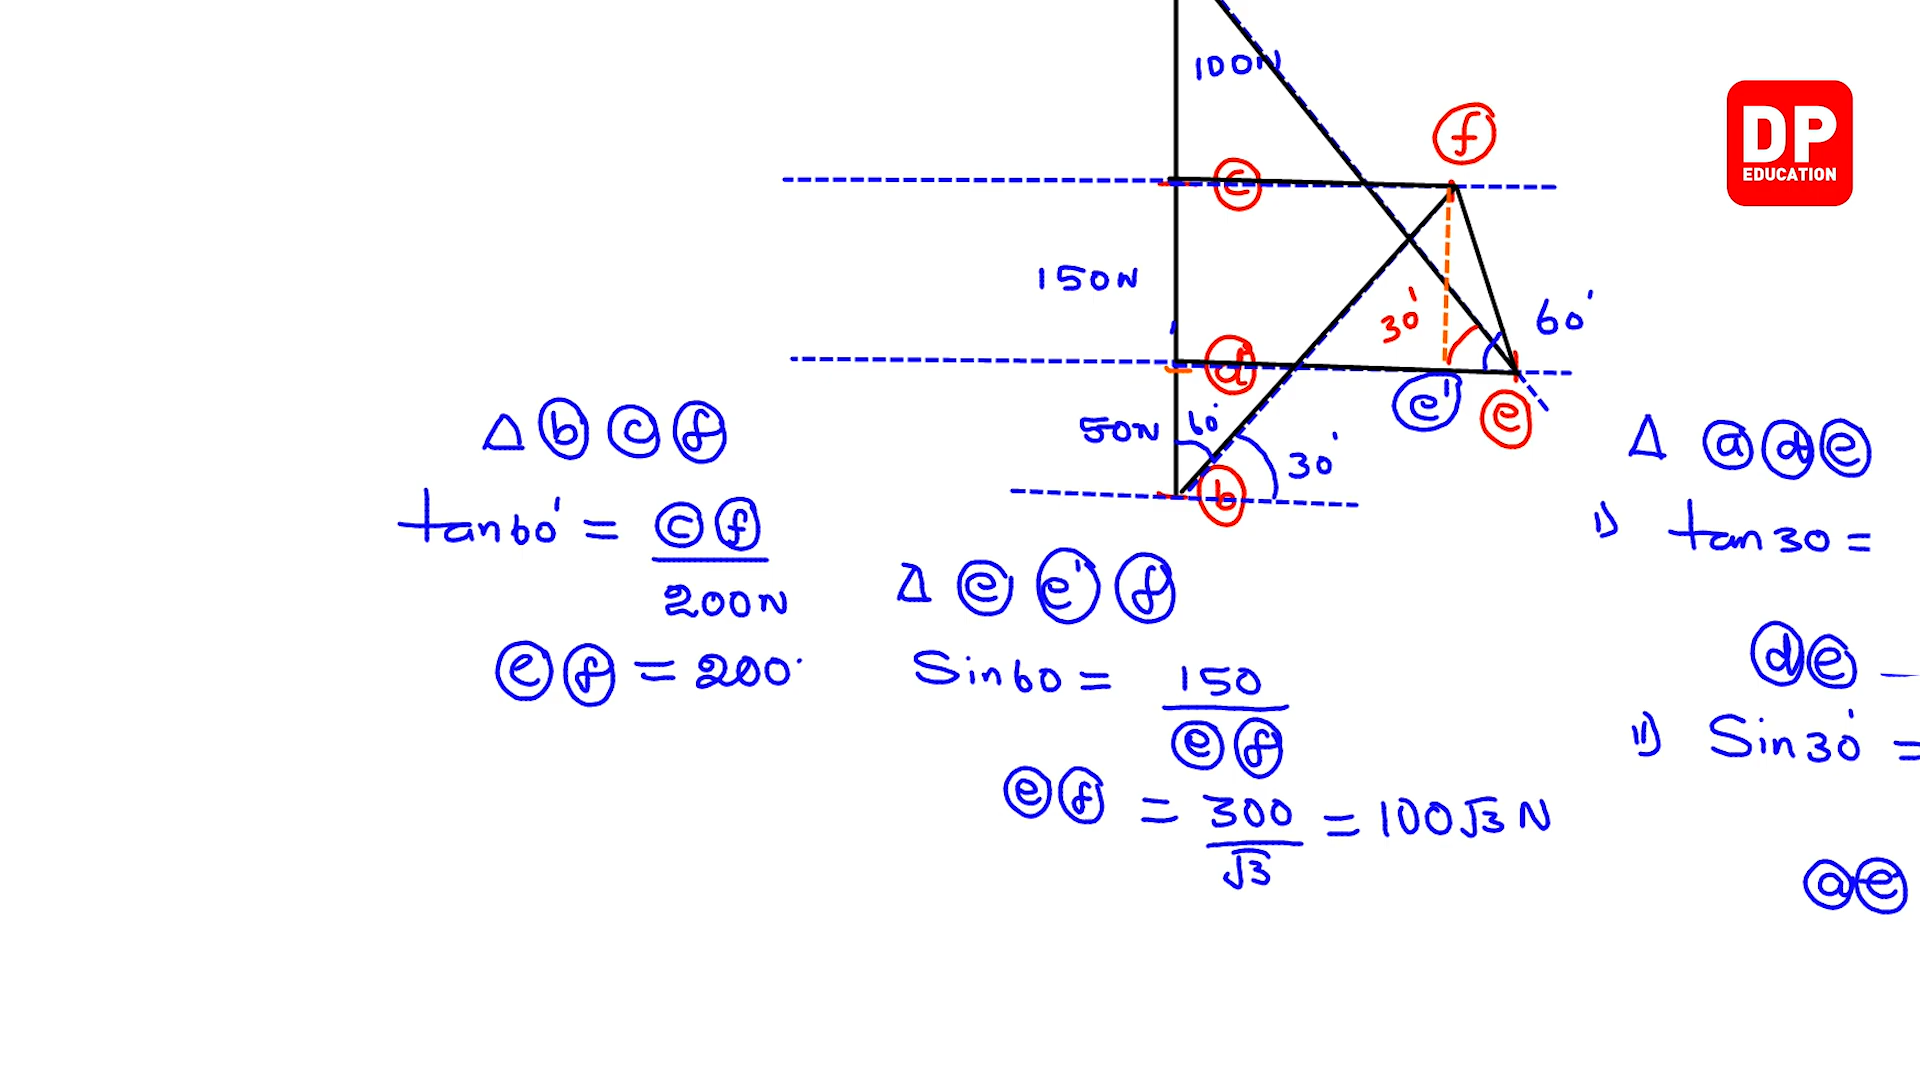 100N
f
DP
EDUCATION
c
150N
30'
60'
d
e'
e
50N
60°
30'
b
Δ b c f
tan60' = c f / 200N
e f = 200
Δ e e' f
Sin60 = 150 / e f
e f = 300 / √3 = 100√3 N
Δ a d e
i) tan30 =
d e
ii) Sin30' =
a e